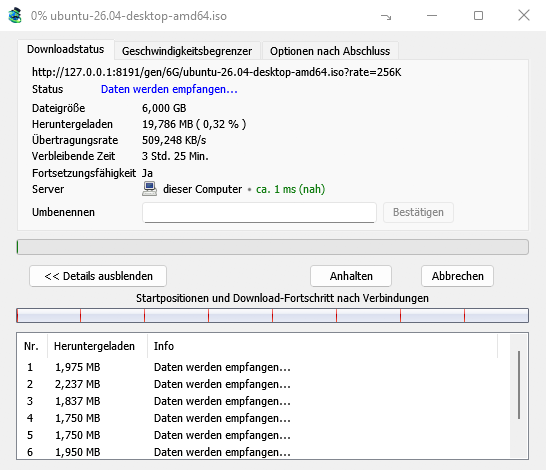 0% ubuntu-26.04-desktop-amd64.iso
Downloadstatus Geschwindigkeitsbegrenzer Optionen nach Abschluss
http://127.0.0.1:8191/gen/6G/ubuntu-26.04-desktop-amd64.iso?rate=256K
Status Daten werden empfangen...
Dateigröße 6,000 GB
Heruntergeladen 19,786 MB ( 0,32 % )
Übertragungsrate 509,248 KB/s
Verbleibende Zeit 3 Std. 25 Min.
Fortsetzungsfähigkeit Ja
Server dieser Computer • ca. 1 ms (nah)
Umbenennen Bestätigen
<< Details ausblenden Anhalten Abbrechen
Startpositionen und Download-Fortschritt nach Verbindungen
Nr. Heruntergeladen Info
1 1,975 MB Daten werden empfangen...
2 2,237 MB Daten werden empfangen...
3 1,837 MB Daten werden empfangen...
4 1,750 MB Daten werden empfangen...
5 1,750 MB Daten werden empfangen...
6 1,950 MB Daten werden empfangen...